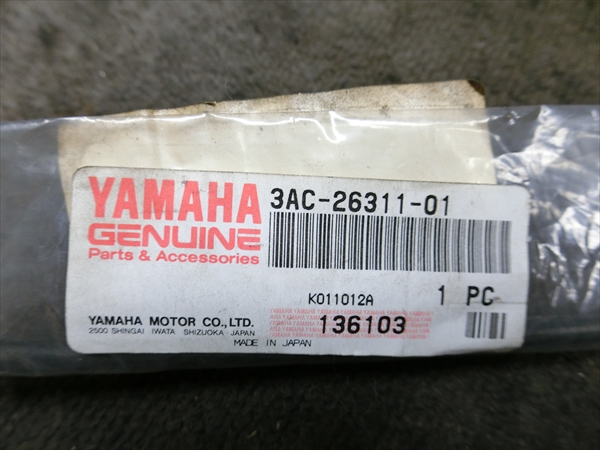 YAMAHA
GENUINE
Parts & Accessories
3AC-26311-01
K011012A
1 PC
YAMAHA MOTOR CO.,LTD.
2500 SHINGAI IWATA SHIZUOKA JAPAN
136103
MADE IN JAPAN